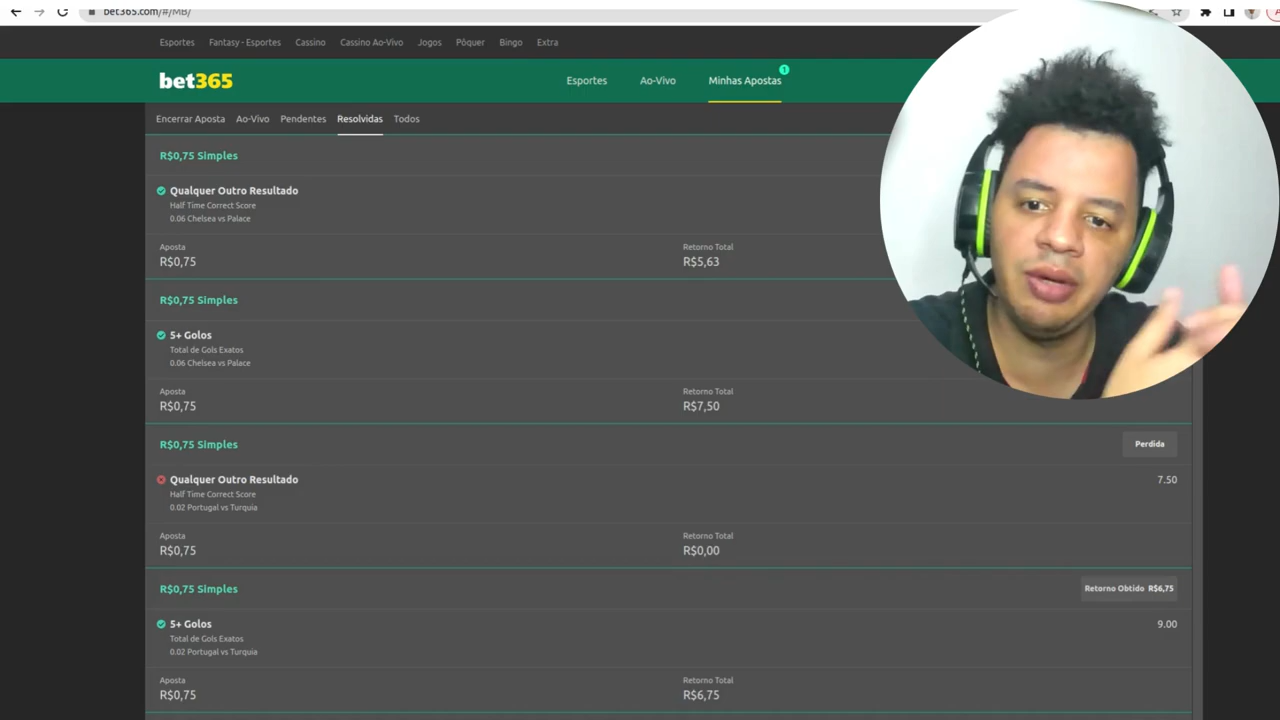 bet365.com/#/MB/
Esportes Fantasy - Esportes Cassino Cassino Ao-Vivo Jogos Pôquer Bingo Extra
bet365 Esportes Ao-Vivo Minhas Apostas 1
Encerrar Aposta Ao-Vivo Pendentes Resolvidas Todos
R$0,75 Simples
Qualquer Outro Resultado
Half Time Correct Score
0.06 Chelsea vs Palace
Aposta Retorno Total
R$0,75 R$5,63
R$0,75 Simples
5+ Golos
Total de Gols Exatos
0.06 Chelsea vs Palace
Aposta Retorno Total
R$0,75 R$7,50
R$0,75 Simples Perdida
Qualquer Outro Resultado 7.50
Half Time Correct Score
0.02 Portugal vs Turquia
Aposta Retorno Total
R$0,75 R$0,00
R$0,75 Simples Retorno Obtido R$6,75
5+ Golos 9.00
Total de Gols Exatos
0.02 Portugal vs Turquia
Aposta Retorno Total
R$0,75 R$6,75